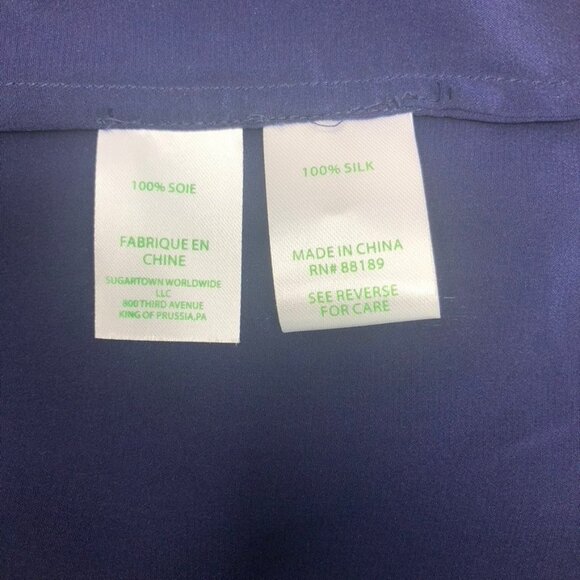 100% SOIE
FABRIQUE EN
CHINE
SUGARTOWN WORLDWIDE
LLC
800 THIRD AVENUE
KING OF PRUSSIA,PA
100% SILK
MADE IN CHINA
RN# 88189
SEE REVERSE
FOR CARE